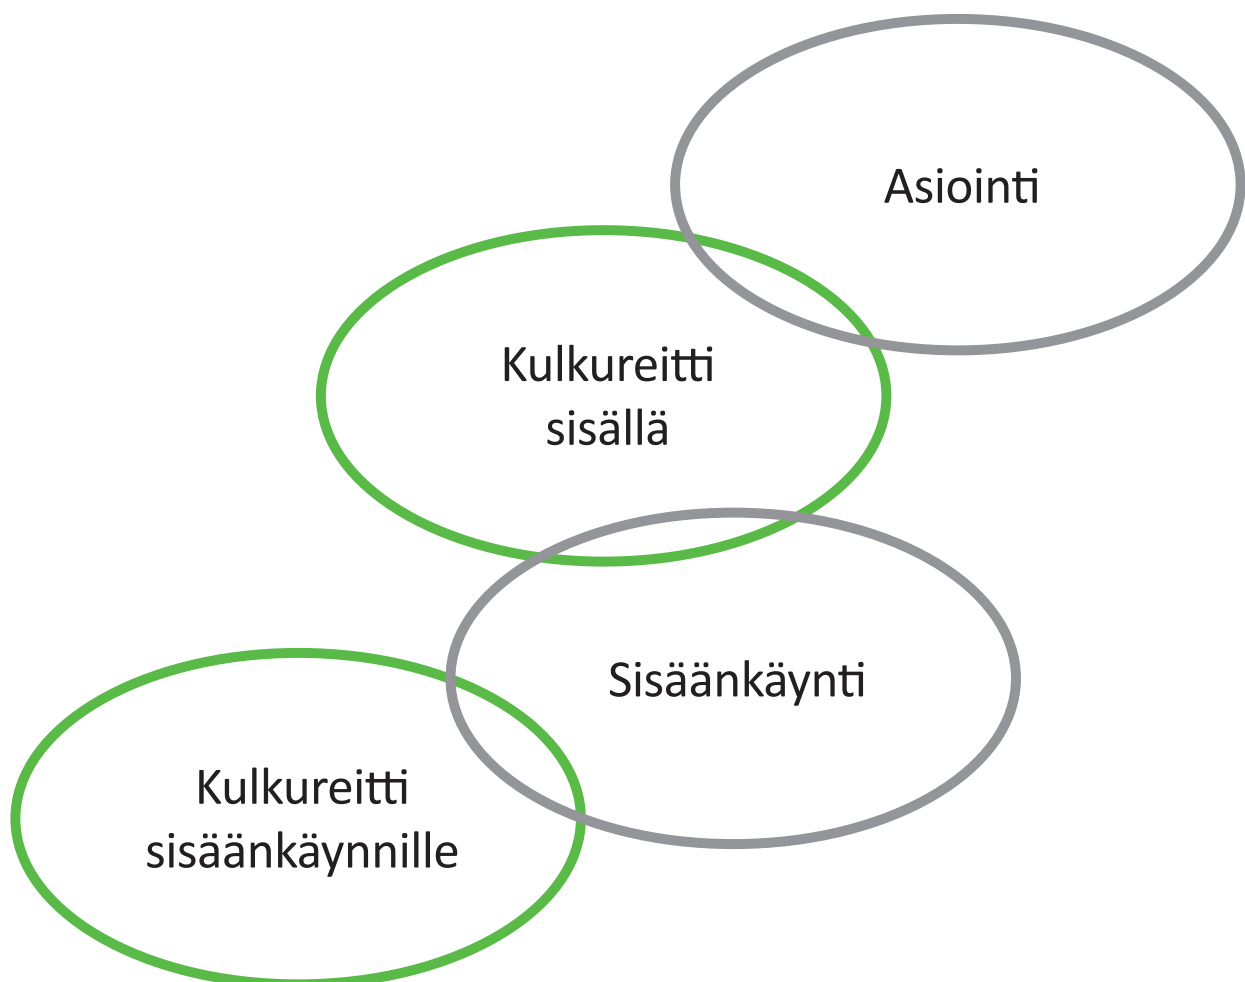 Asiointi
Kulkureitti
sisällä
Sisäänkäynti
Kulkureitti
sisäänkäynnille